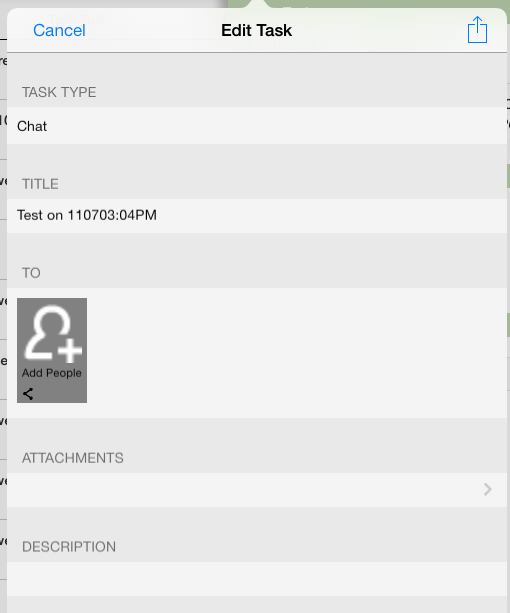 Cancel Edit Task
TASK TYPE
Chat
TITLE
Test on 110703:04PM
TO
Add People
ATTACHMENTS
DESCRIPTION